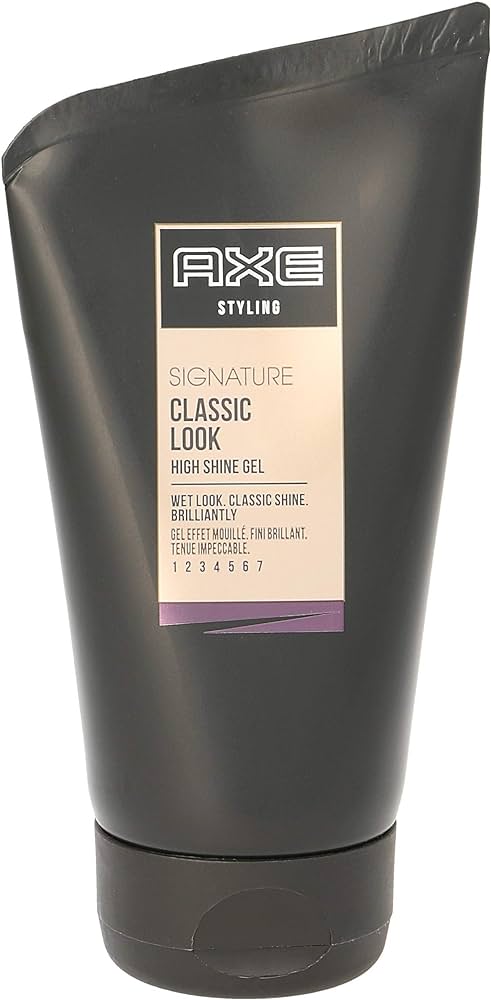 AXE
STYLING
SIGNATURE
CLASSIC
LOOK
HIGH SHINE GEL
WET LOOK. CLASSIC SHINE.
BRILLIANTLY
GEL EFFET MOUILLÉ. FINI BRILLANT.
TENUE IMPECCABLE.
1 2 3 4 5 6 7